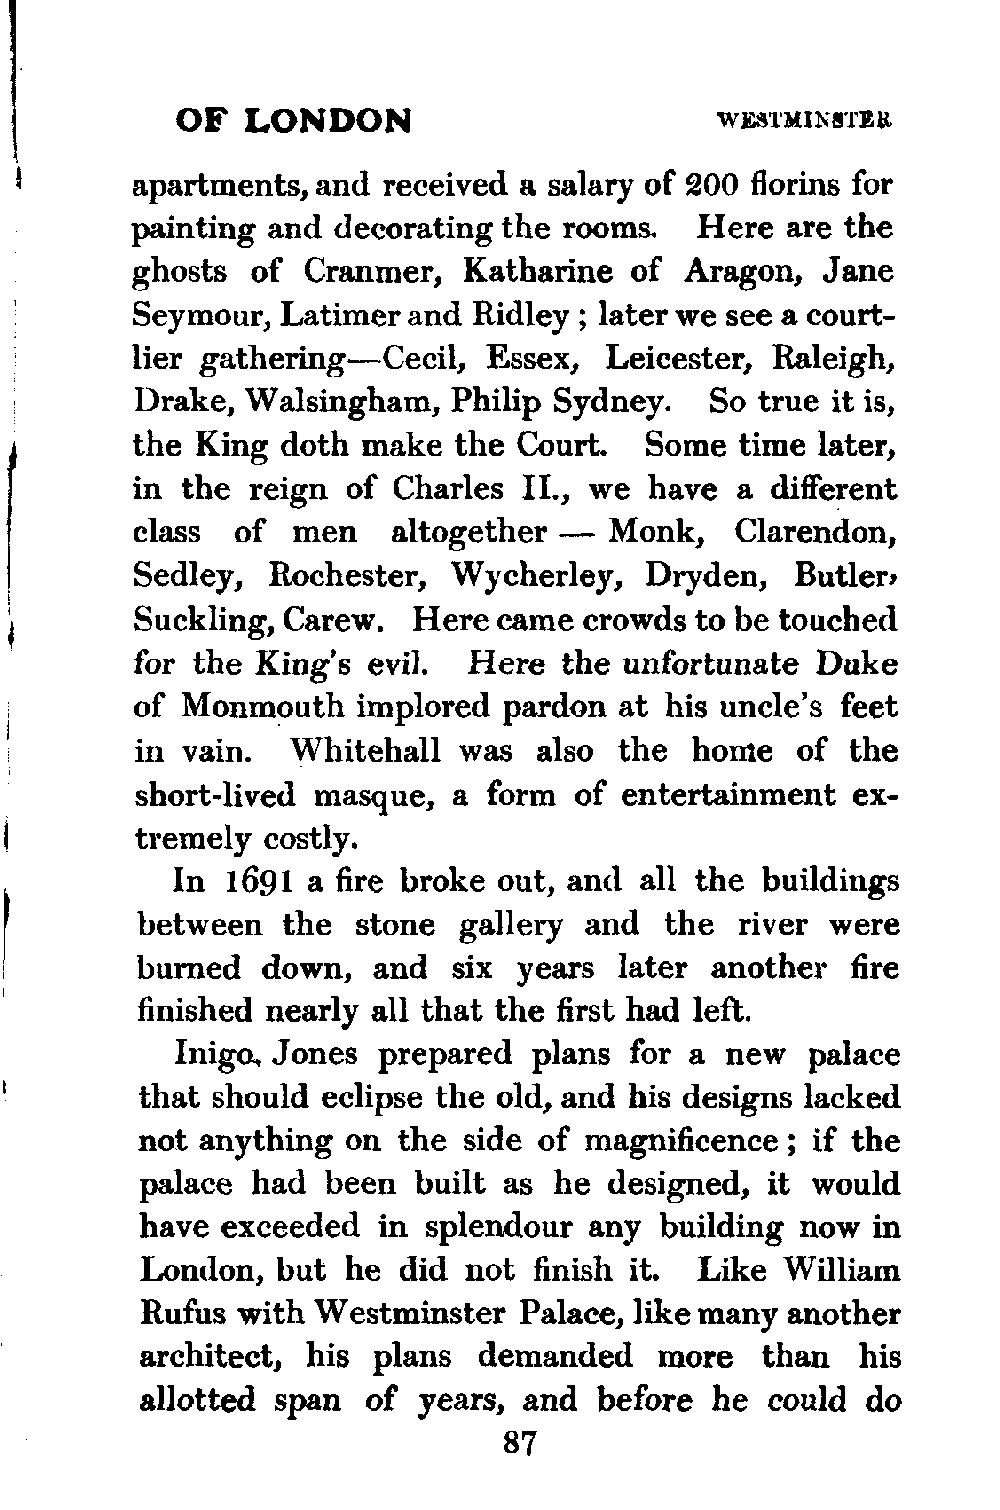 OF LONDON WESTMINSTER
apartments, and received a salary of 200 florins for
painting and decorating the rooms. Here are the
ghosts of Cranmer, Katharine of Aragon, Jane
Seymour, Latimer and Ridley ; later we see a court-
lier gathering—Cecil, Essex, Leicester, Raleigh,
Drake, Walsingham, Philip Sydney. So true it is,
the King doth make the Court. Some time later,
in the reign of Charles II., we have a different
class of men altogether — Monk, Clarendon,
Sedley, Rochester, Wycherley, Dryden, Butler,
Suckling, Carew. Here came crowds to be touched
for the King's evil. Here the unfortunate Duke
of Monmouth implored pardon at his uncle's feet
in vain. Whitehall was also the home of the
short-lived masque, a form of entertainment ex-
tremely costly.
In 1691 a fire broke out, and all the buildings
between the stone gallery and the river were
burned down, and six years later another fire
finished nearly all that the first had left.
Inigo, Jones prepared plans for a new palace
that should eclipse the old, and his designs lacked
not anything on the side of magnificence ; if the
palace had been built as he designed, it would
have exceeded in splendour any building now in
London, but he did not finish it. Like William
Rufus with Westminster Palace, like many another
architect, his plans demanded more than his
allotted span of years, and before he could do
87